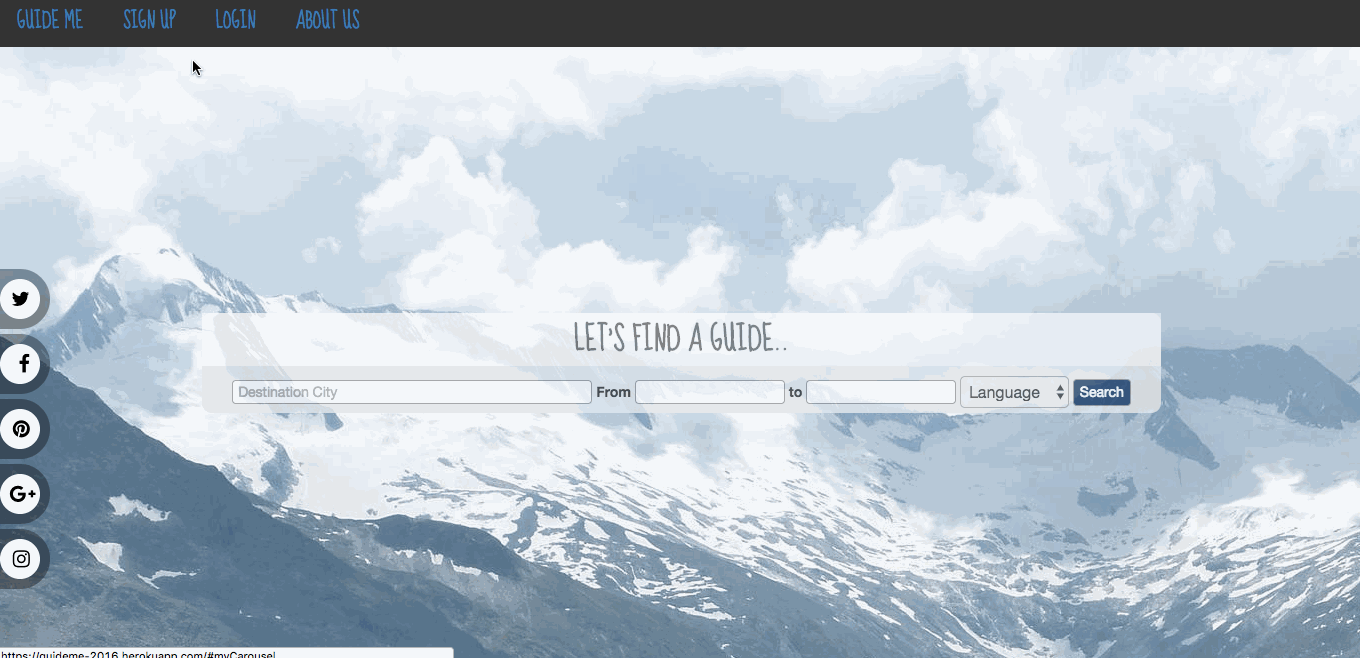 GUIDE ME SIGN UP LOGIN ABOUT US
LET'S FIND A GUIDE..
Destination City From to Language Search
https://guideme-2016.herokuapp.com/#myCarousel